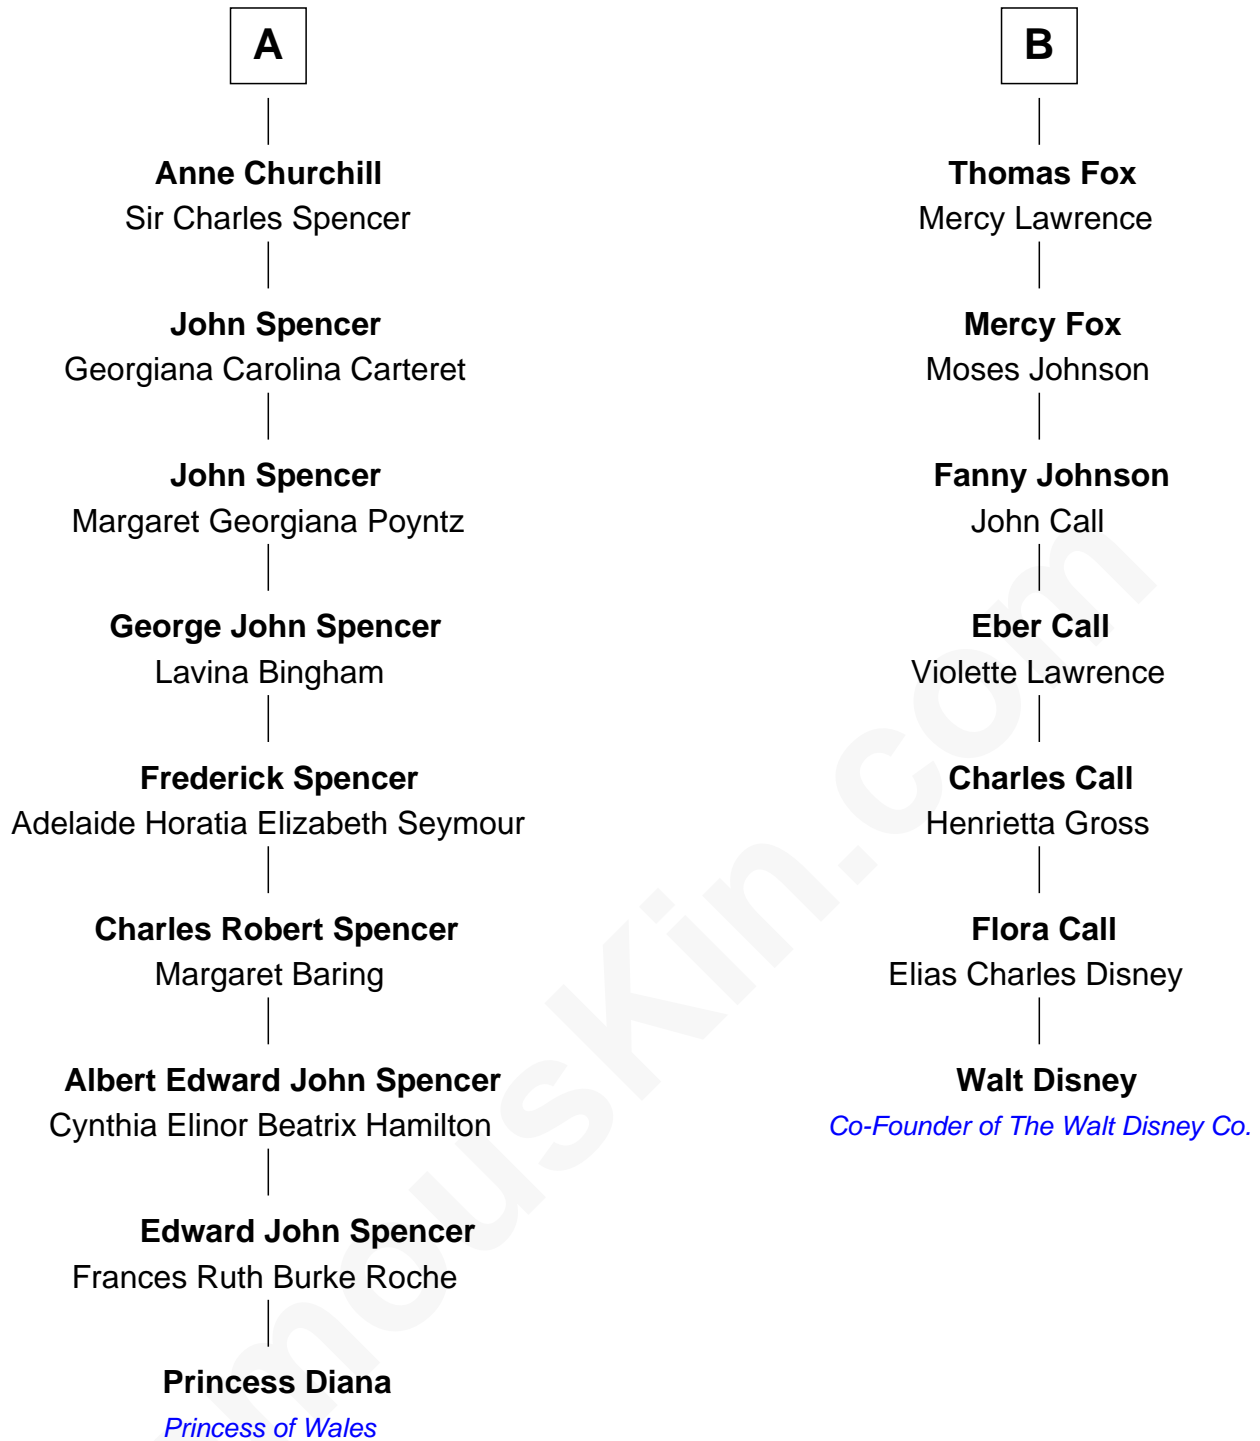 A
Anne Churchill
Sir Charles Spencer
John Spencer
Georgiana Carolina Carteret
John Spencer
Margaret Georgiana Poyntz
George John Spencer
Lavina Bingham
Frederick Spencer
Adelaide Horatia Elizabeth Seymour
Charles Robert Spencer
Margaret Baring
Albert Edward John Spencer
Cynthia Elinor Beatrix Hamilton
Edward John Spencer
Frances Ruth Burke Roche
Princess Diana
Princess of Wales
B
Thomas Fox
Mercy Lawrence
Mercy Fox
Moses Johnson
Fanny Johnson
John Call
Eber Call
Violette Lawrence
Charles Call
Henrietta Gross
Flora Call
Elias Charles Disney
Walt Disney
Co-Founder of The Walt Disney Co.
mousKin.com